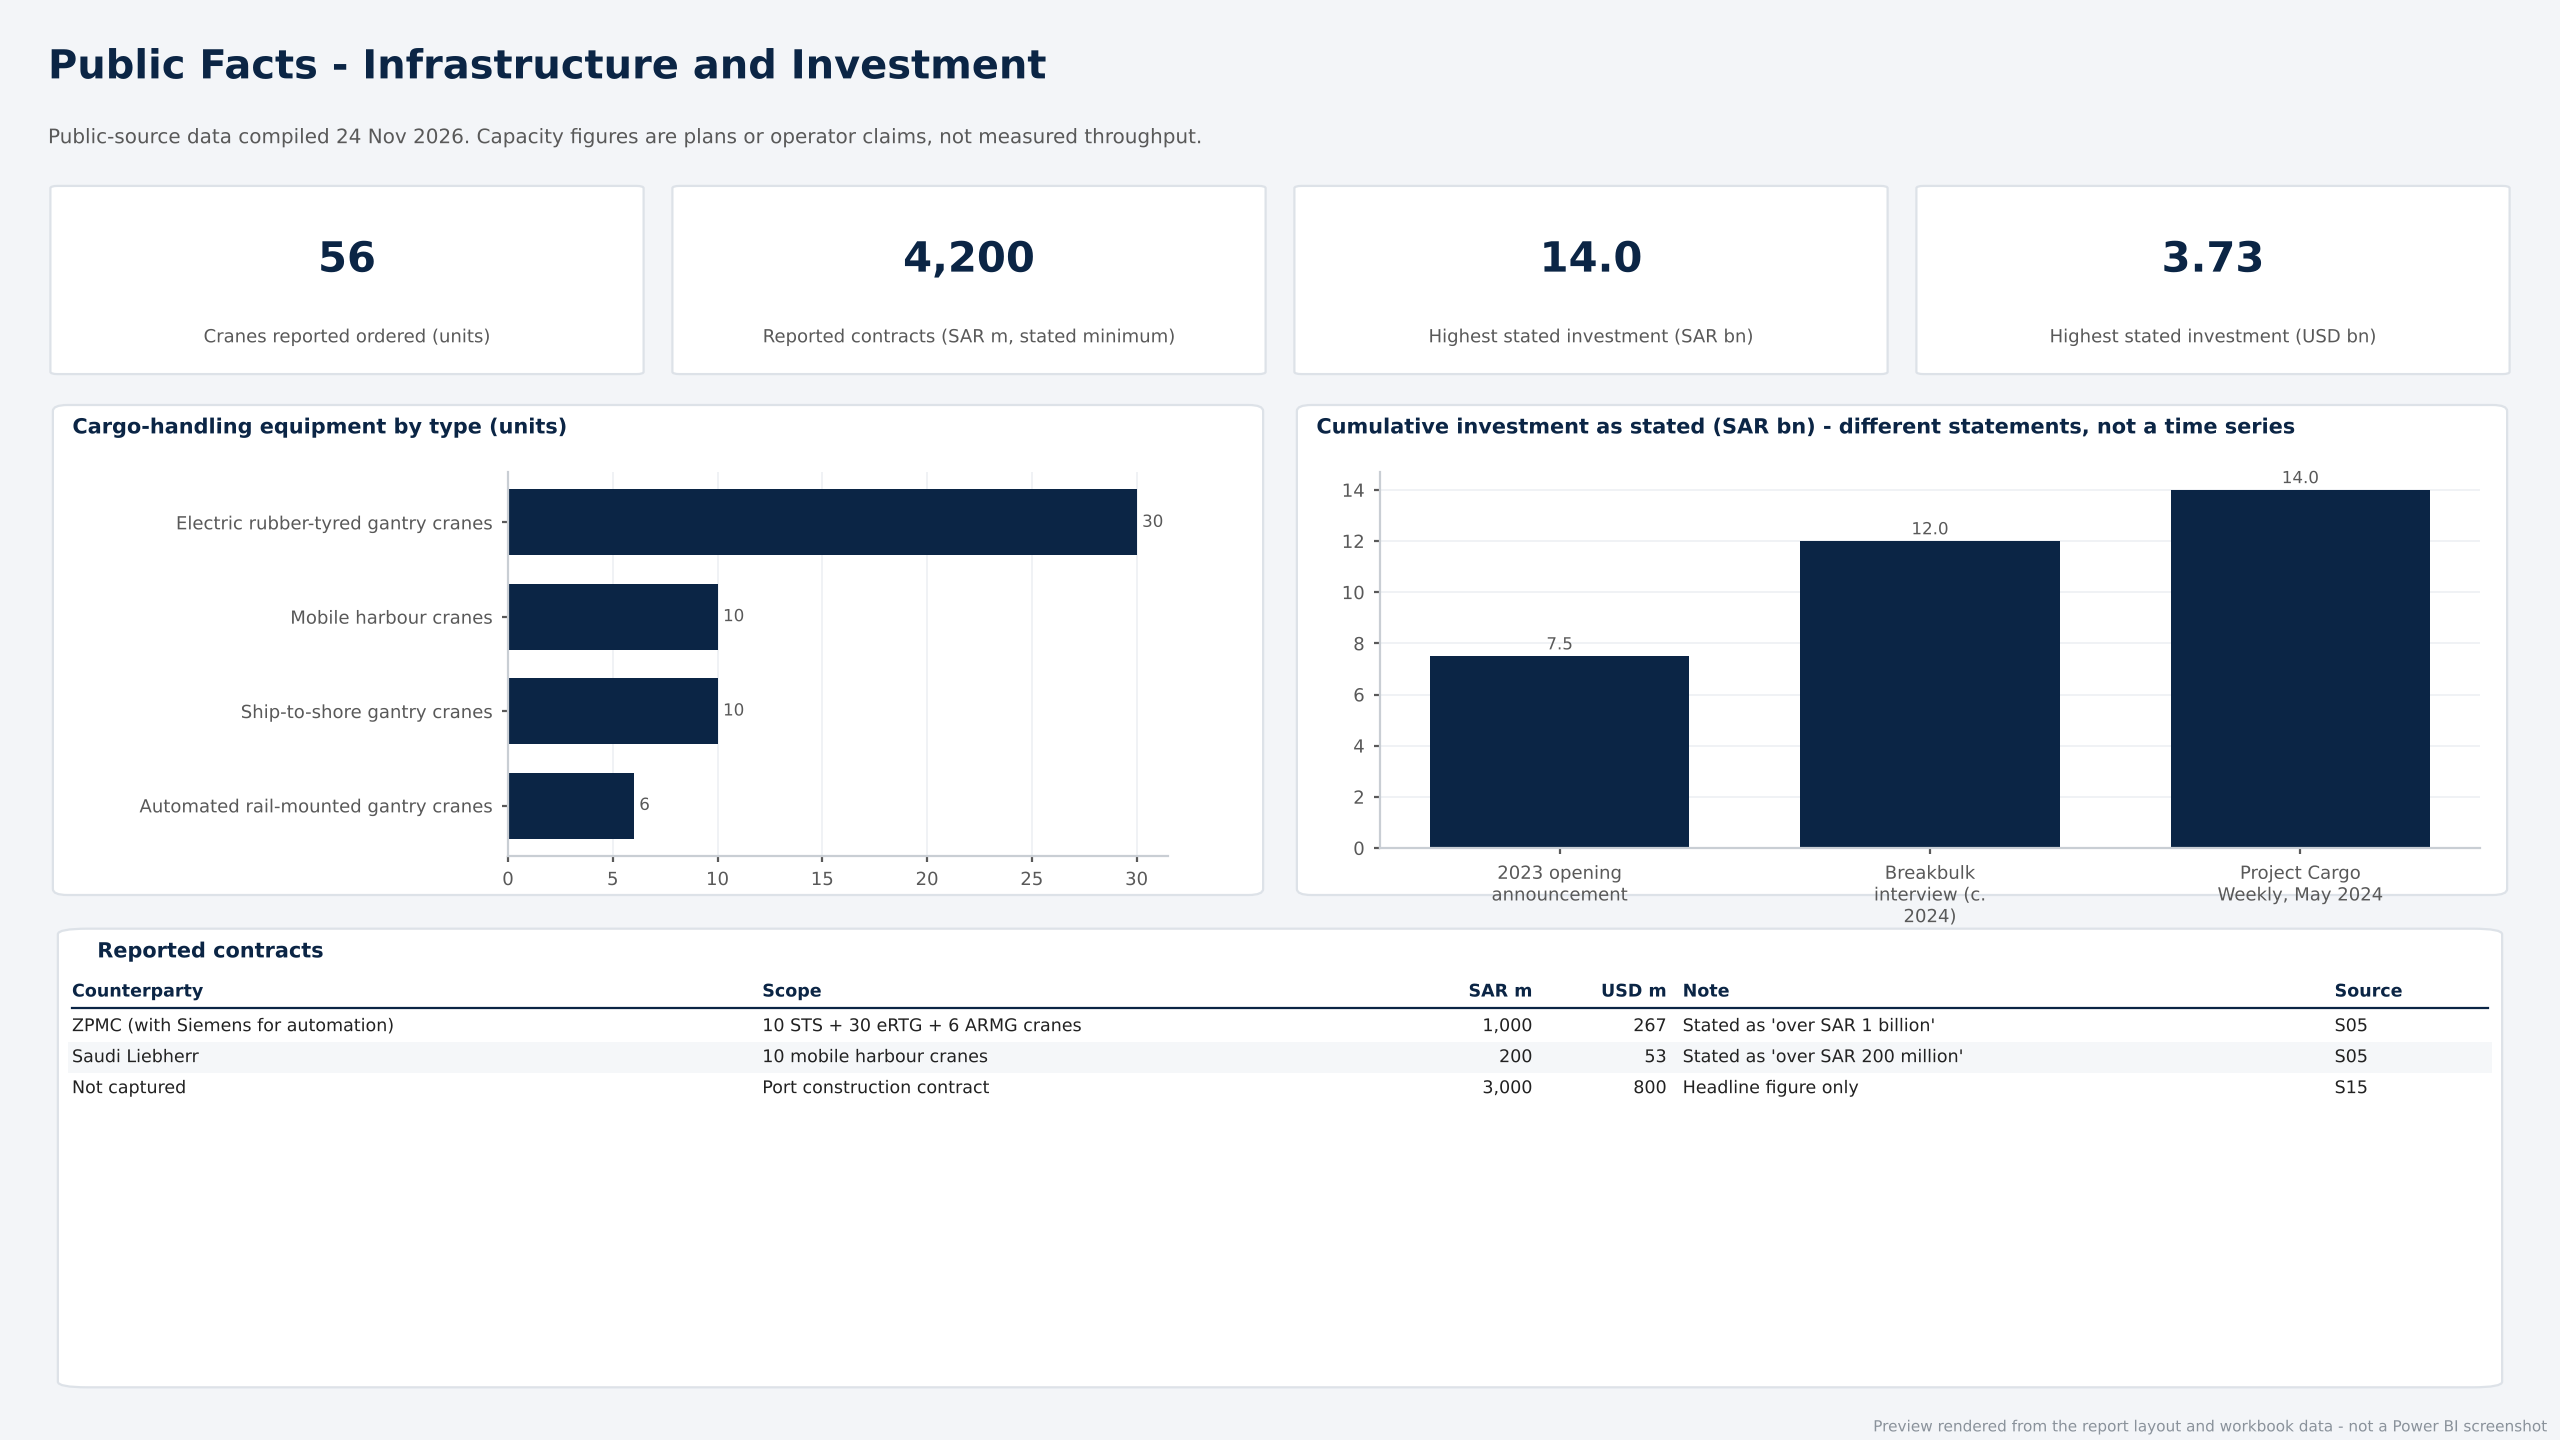 Public Facts - Infrastructure and Investment
Public-source data compiled 24 Nov 2026. Capacity figures are plans or operator claims, not measured throughput.
56
Cranes reported ordered (units)
4,200
Reported contracts (SAR m, stated minimum)
14.0
Highest stated investment (SAR bn)
3.73
Highest stated investment (USD bn)
Cargo-handling equipment by type (units)
Electric rubber-tyred gantry cranes 30
Mobile harbour cranes 10
Ship-to-shore gantry cranes 10
Automated rail-mounted gantry cranes 6
0 5 10 15 20 25 30
Cumulative investment as stated (SAR bn) - different statements, not a time series
14
12
10
8
6
4
2
0
7.5
12.0
14.0
2023 opening
announcement
Breakbulk
interview (c.
2024)
Project Cargo
Weekly, May 2024
Reported contracts
Counterparty Scope SAR m USD m Note Source
ZPMC (with Siemens for automation) 10 STS + 30 eRTG + 6 ARMG cranes 1,000 267 Stated as 'over SAR 1 billion' S05
Saudi Liebherr 10 mobile harbour cranes 200 53 Stated as 'over SAR 200 million' S05
Not captured Port construction contract 3,000 800 Headline figure only S15
Preview rendered from the report layout and workbook data - not a Power BI screenshot